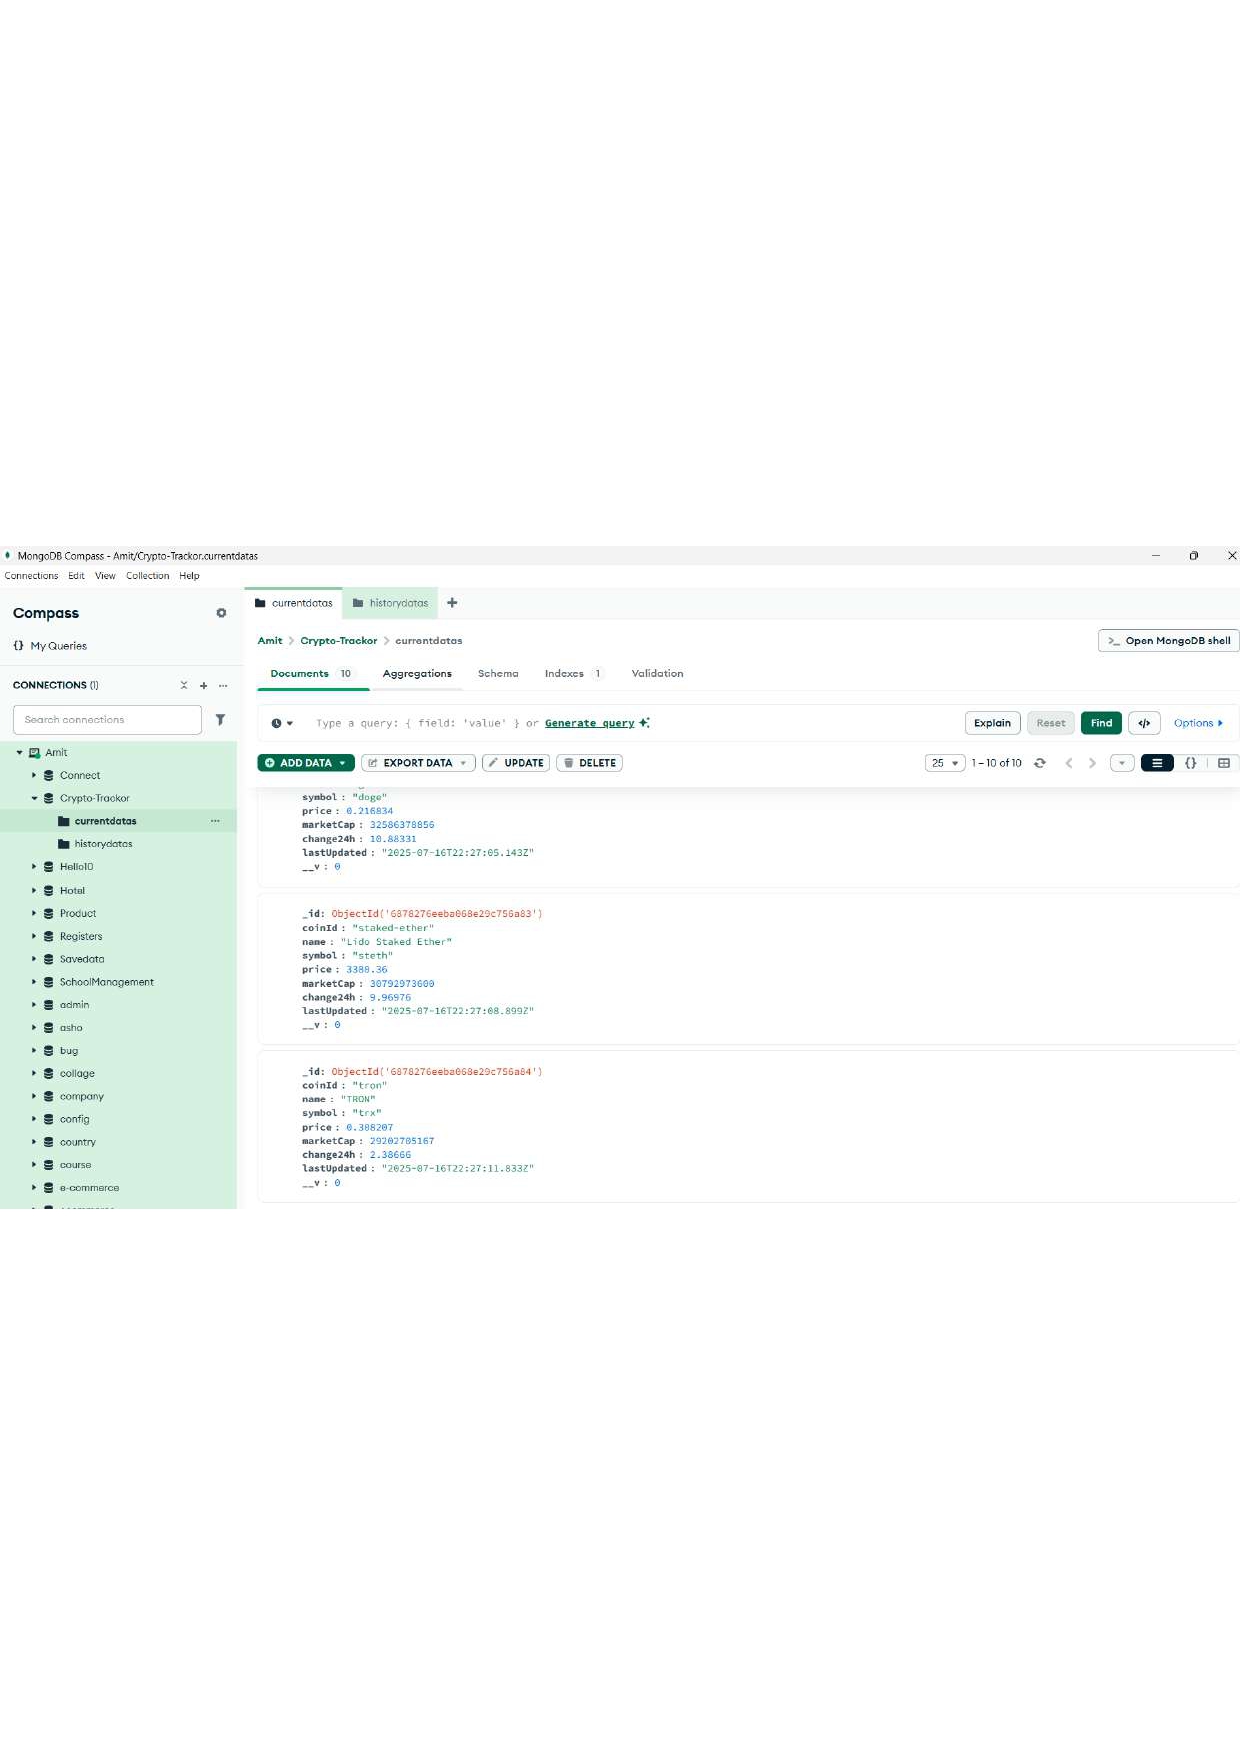 MongoDB Compass - Amit/Crypto-Trackor.currentdatas
Connections Edit View Collection Help
Compass
{} My Queries
CONNECTIONS (1)
Search connections
Amit
Connect
Crypto-Trackor
currentdatas
historydatas
Hello10
Hotel
Product
Registers
Savedata
SchoolManagement
admin
asho
bug
collage
company
config
country
course
e-commerce
currentdatas historydatas
Amit > Crypto-Trackor > currentdatas
>_ Open MongoDB shell
Documents 10 Aggregations Schema Indexes 1 Validation
Type a query: { field: 'value' } or Generate query
Explain Reset Find </> Options
ADD DATA EXPORT DATA UPDATE DELETE
25 1 – 10 of 10 {}
symbol : "doge"
price : 0.216834
marketCap : 32586378856
change24h : 10.88331
lastUpdated : "2025-07-16T22:27:05.143Z"
__v : 0
_id: ObjectId('6878276eeba068e29c756a83')
coinId : "staked-ether"
name : "Lido Staked Ether"
symbol : "steth"
price : 3380.36
marketCap : 30792973600
change24h : 9.96976
lastUpdated : "2025-07-16T22:27:08.899Z"
__v : 0
_id: ObjectId('6878276eeba068e29c756a84')
coinId : "tron"
name : "TRON"
symbol : "trx"
price : 0.308207
marketCap : 29202705167
change24h : 2.38666
lastUpdated : "2025-07-16T22:27:11.833Z"
__v : 0